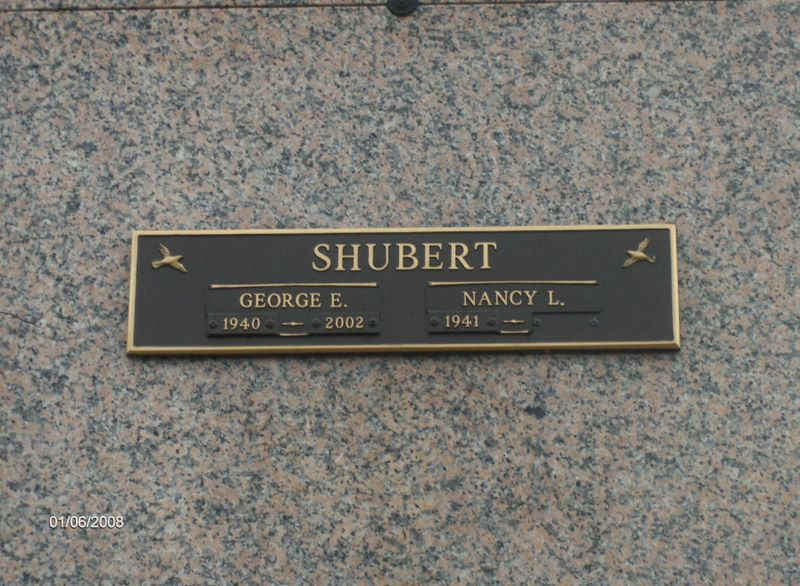 SHUBERT
GEORGE E. NANCY L.
1940 — 2002 1941 —
01/06/2008